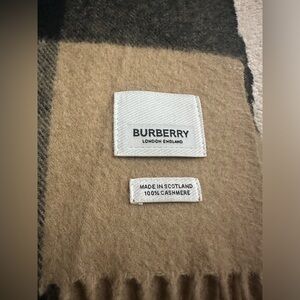 BURBERRY
LONDON ENGLAND
MADE IN SCOTLAND
100% CASHMERE